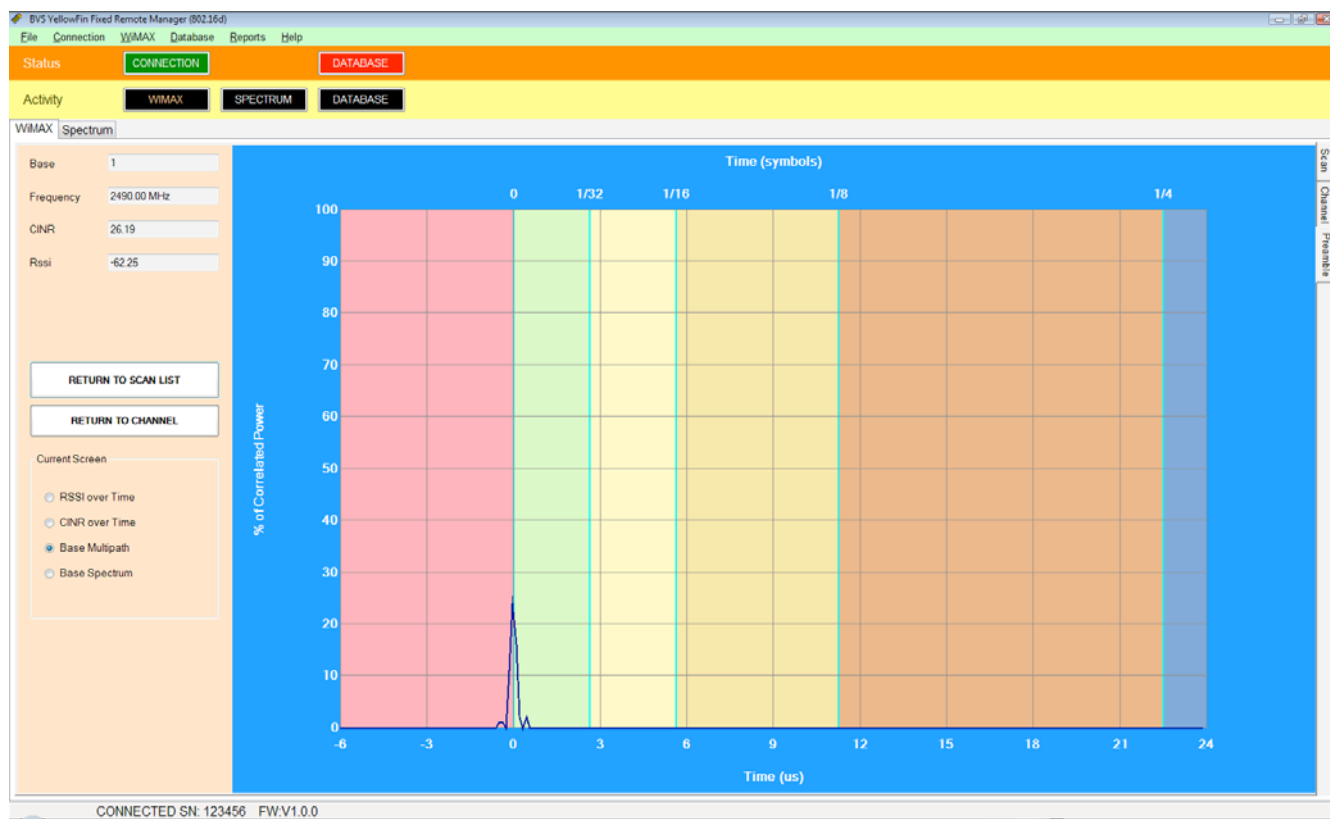 BVS YellowFin Fixed Remote Manager (802.16d)
File Connection WiMAX Database Reports Help
Status CONNECTION DATABASE
Activity WIMAX SPECTRUM DATABASE
WiMAX Spectrum
Base 1
Frequency 2490.00 MHz
CINR 26.19
Rssi -62.25
RETURN TO SCAN LIST
RETURN TO CHANNEL
Current Screen
RSSI over Time
CINR over Time
Base Multipath
Base Spectrum
Time (symbols)
0 1/32 1/16 1/8 1/4
% of Correlated Power
100
90
80
70
60
50
40
30
20
10
0
-6 -3 0 3 6 9 12 15 18 21 24
Time (us)
Scan
Channel
Preamble
CONNECTED SN: 123456 FW:V1.0.0